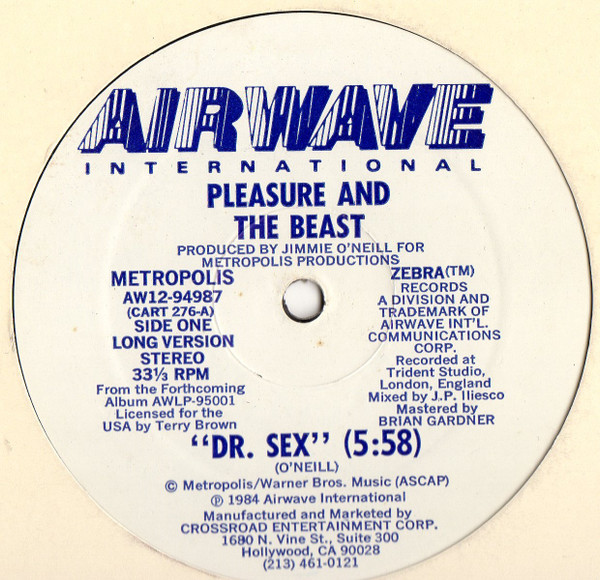 AIRWAVE
INTERNATIONAL
PLEASURE AND
THE BEAST
PRODUCED BY JIMMIE O'NEILL FOR
METROPOLIS PRODUCTIONS
METROPOLIS
AW12-94987
(CART 276-A)
SIDE ONE
LONG VERSION
STEREO
33⅓ RPM
From the Forthcoming
Album AWLP-95001
Licensed for the
USA by Terry Brown
ZEBRA(TM)
RECORDS
A DIVISION AND
TRADEMARK OF
AIRWAVE INT'L.
COMMUNICATIONS
CORP.
Recorded at
Trident Studio,
London, England
Mixed by J.P. Iliesco
Mastered by
BRIAN GARDNER
“DR. SEX” (5:58)
(O'NEILL)
© Metropolis/Warner Bros. Music (ASCAP)
℗ 1984 Airwave International
Manufactured and Marketed by
CROSSROAD ENTERTAINMENT CORP.
1680 N. Vine St., Suite 300
Hollywood, CA 90028
(213) 461-0121